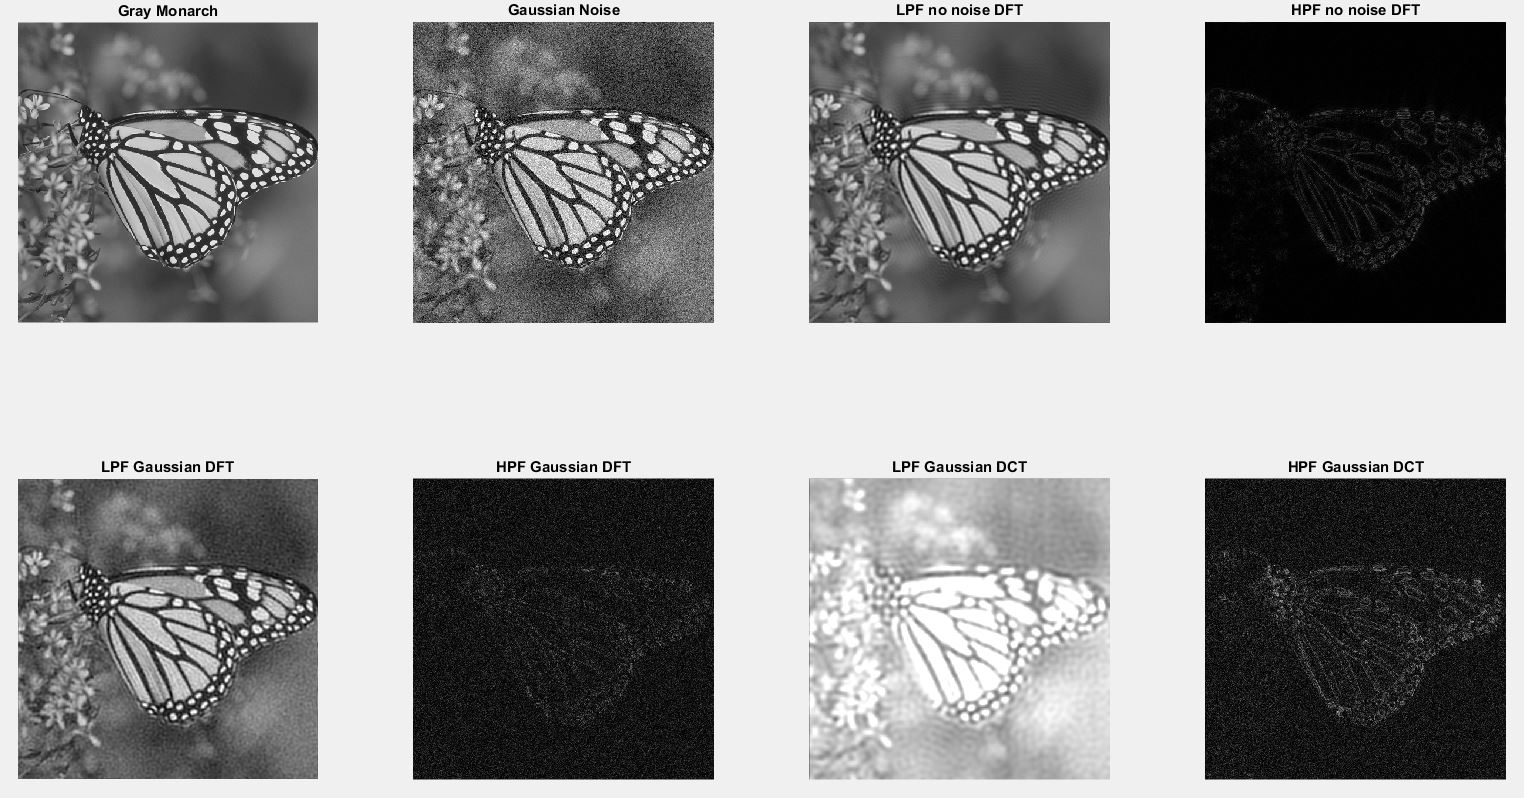 Gray Monarch
Gaussian Noise
LPF no noise DFT
HPF no noise DFT
LPF Gaussian DFT
HPF Gaussian DFT
LPF Gaussian DCT
HPF Gaussian DCT